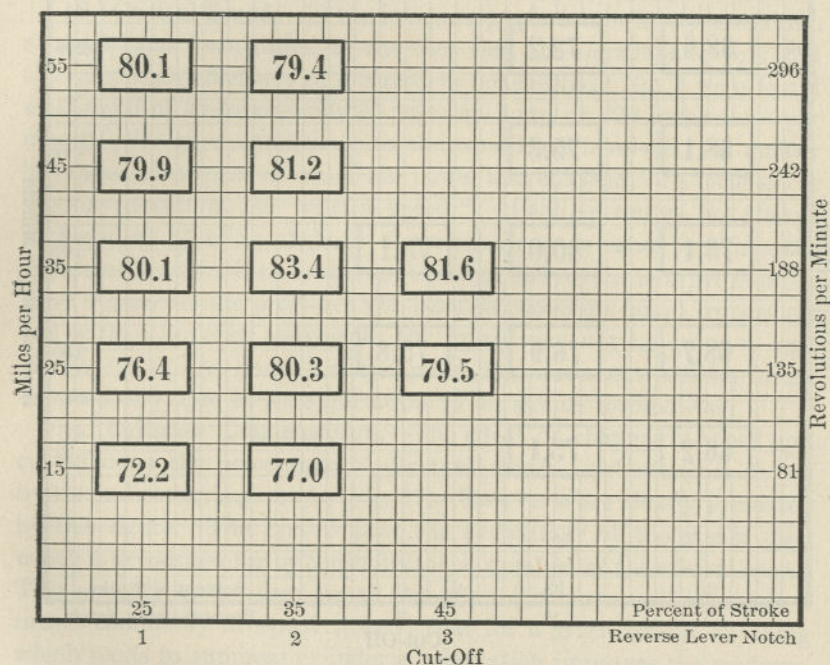 55 80.1 79.4 296
45 79.9 81.2 242
35 80.1 83.4 81.6 188
25 76.4 80.3 79.5 135
15 72.2 77.0 81
Miles per Hour
Revolutions per Minute
25 35 45 Percent of Stroke
1 2 3 Reverse Lever Notch
Cut-Off